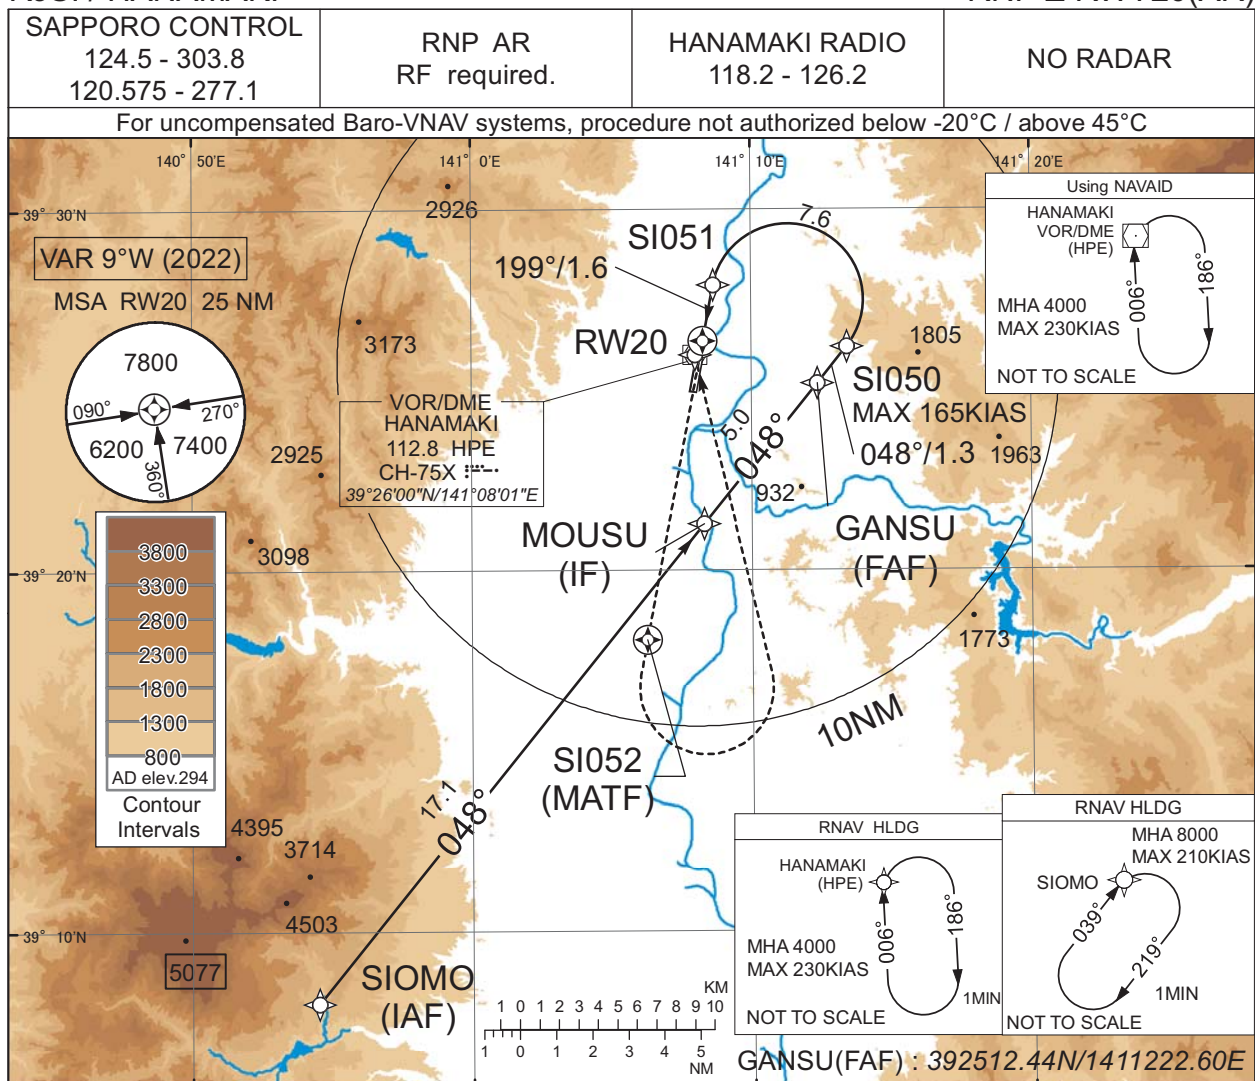 SAPPORO CONTROL
124.5 - 303.8
120.575 - 277.1
RNP AR
RF required.
HANAMAKI RADIO
118.2 - 126.2
NO RADAR
For uncompensated Baro-VNAV systems, procedure not authorized below -20°C / above 45°C
140° 50'E
141° 0'E
141° 10'E
141° 20'E
39° 30'N
39° 20'N
39° 10'N
VAR 9°W (2022)
MSA RW20 25 NM
7800
090°
270°
6200
7400
360°
3800
3300
2800
2300
1800
1300
800
AD elev.294
Contour
Intervals
2926
3173
2925
3098
4395
3714
4503
5077
1805
1963
932
1773
SI051
7.6
199°/1.6
RW20
VOR/DME
HANAMAKI
112.8 HPE
CH-75X
39°26'00"N/141°08'01"E
SI050
MAX 165KIAS
048°/1.3
5.0
048°
MOUSU
(IF)
GANSU
(FAF)
SI052
(MATF)
10NM
17.1
048°
SIOMO
(IAF)
Using NAVAID
HANAMAKI
VOR/DME
(HPE)
006°
186°
MHA 4000
MAX 230KIAS
NOT TO SCALE
RNAV HLDG
HANAMAKI
(HPE)
006°
186°
MHA 4000
MAX 230KIAS
1MIN
NOT TO SCALE
RNAV HLDG
MHA 8000
MAX 210KIAS
SIOMO
039°
219°
1MIN
NOT TO SCALE
KM
1 0 1 2 3 4 5 6 7 8 9 10
1 0 1 2 3 4 5
NM
GANSU(FAF) : 392512.44N/1411222.60E